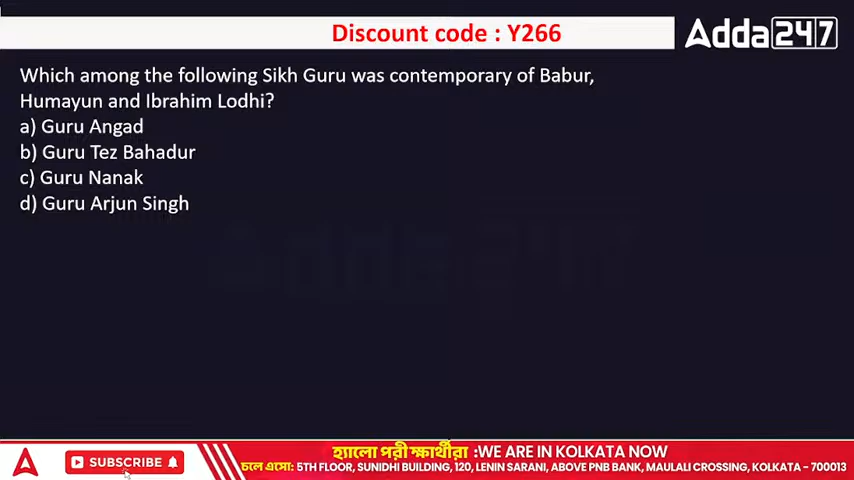 Discount code : Y266
Adda247
Which among the following Sikh Guru was contemporary of Babur,
Humayun and Ibrahim Lodhi?
a) Guru Angad
b) Guru Tez Bahadur
c) Guru Nanak
d) Guru Arjun Singh
হ্যালো পরীক্ষার্থীরা :WE ARE IN KOLKATA NOW
SUBSCRIBE
চলে এসো: 5TH FLOOR, SUNIDHI BUILDING, 120, LENIN SARANI, ABOVE PNB BANK, MAULALI CROSSING, KOLKATA - 700013